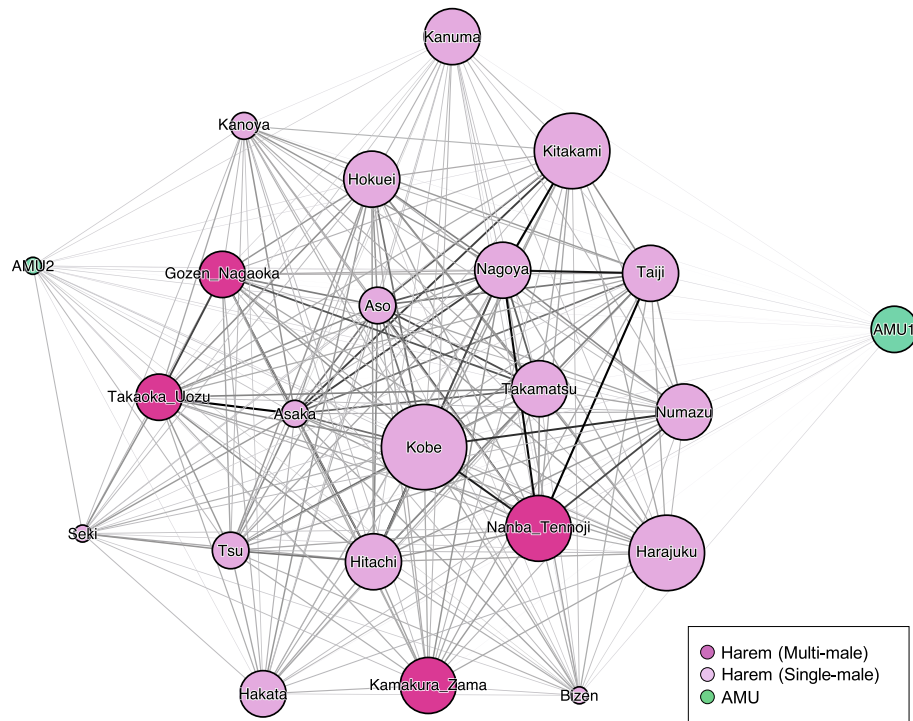 Kanuma
Kanoya
Kitakami
Hokuei
AMU2
Gozen_Nagaoka
Nagoya
Taiji
Aso
AMU1
Takaoka_Uozu
Asaka
Takamatsu
Numazu
Kobe
Seki
Tsu
Hitachi
Nanba_Tennoji
Harajuku
Hakata
Kamakura_Zama
Bizen
Harem (Multi-male)
Harem (Single-male)
AMU